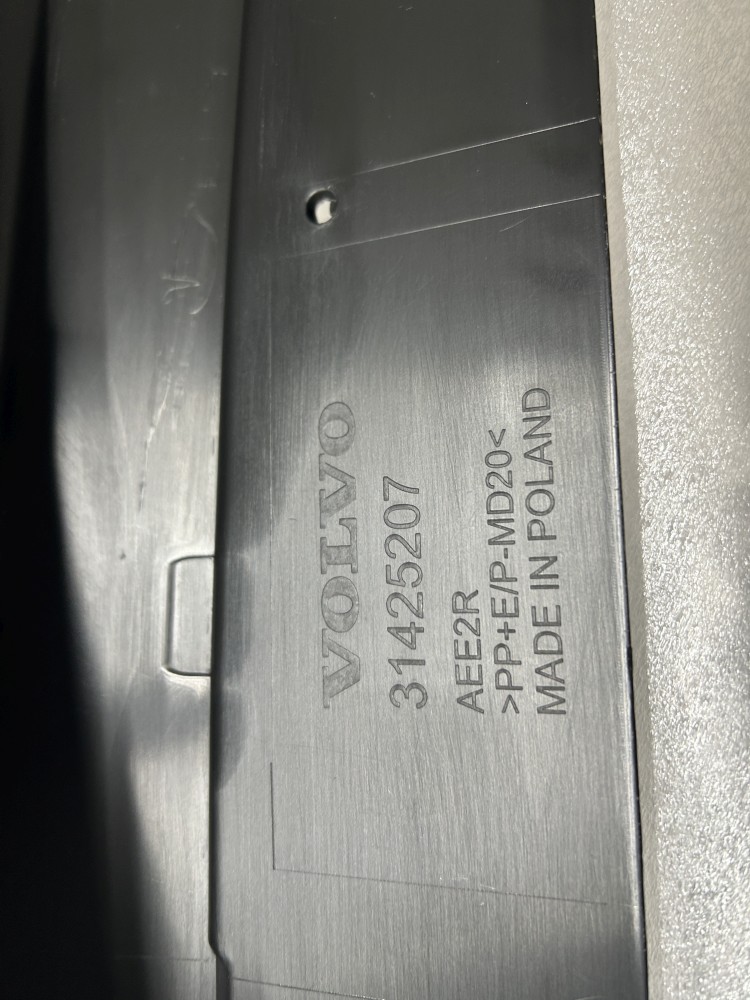 VOLVO
31425207
AEE2R
>PP+E/P-MD20<
MADE IN POLAND